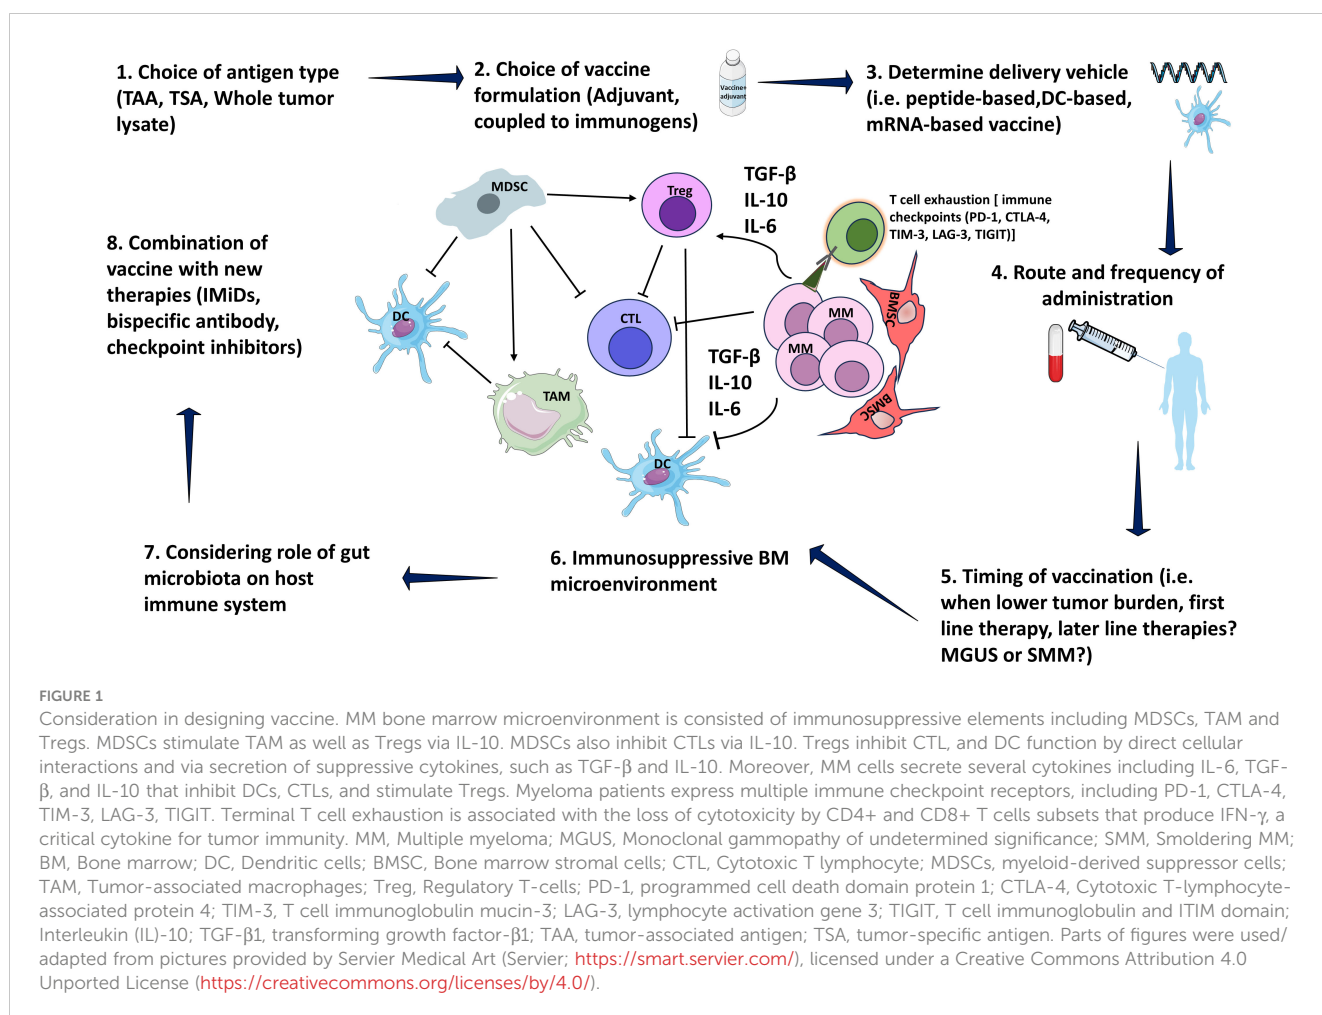 1. Choice of antigen type
(TAA, TSA, Whole tumor
lysate)
2. Choice of vaccine
formulation (Adjuvant,
coupled to immunogens)
Vaccine+
adjuvant
3. Determine delivery vehicle
(i.e. peptide-based,DC-based,
mRNA-based vaccine)
MDSC
Treg
TGF-β
IL-10
IL-6
T cell exhaustion [ immune
checkpoints (PD-1, CTLA-4,
TIM-3, LAG-3, TIGIT)]
8. Combination of
vaccine with new
therapies (IMiDs,
bispecific antibody,
checkpoint inhibitors)
4. Route and frequency of
administration
DC
CTL
MM
MM
BMSC
BMSC
TGF-β
IL-10
IL-6
TAM
DC
7. Considering role of gut
microbiota on host
immune system
6. Immunosuppressive BM
microenvironment
5. Timing of vaccination (i.e.
when lower tumor burden, first
line therapy, later line therapies?
MGUS or SMM?)
FIGURE 1
Consideration in designing vaccine. MM bone marrow microenvironment is consisted of immunosuppressive elements including MDSCs, TAM and
Tregs. MDSCs stimulate TAM as well as Tregs via IL-10. MDSCs also inhibit CTLs via IL-10. Tregs inhibit CTL, and DC function by direct cellular
interactions and via secretion of suppressive cytokines, such as TGF-β and IL-10. Moreover, MM cells secrete several cytokines including IL-6, TGF-
β, and IL-10 that inhibit DCs, CTLs, and stimulate Tregs. Myeloma patients express multiple immune checkpoint receptors, including PD-1, CTLA-4,
TIM-3, LAG-3, TIGIT. Terminal T cell exhaustion is associated with the loss of cytotoxicity by CD4+ and CD8+ T cells subsets that produce IFN-γ, a
critical cytokine for tumor immunity. MM, Multiple myeloma; MGUS, Monoclonal gammopathy of undetermined significance; SMM, Smoldering MM;
BM, Bone marrow; DC, Dendritic cells; BMSC, Bone marrow stromal cells; CTL, Cytotoxic T lymphocyte; MDSCs, myeloid-derived suppressor cells;
TAM, Tumor-associated macrophages; Treg, Regulatory T-cells; PD-1, programmed cell death domain protein 1; CTLA-4, Cytotoxic T-lymphocyte-
associated protein 4; TIM-3, T cell immunoglobulin mucin-3; LAG-3, lymphocyte activation gene 3; TIGIT, T cell immunoglobulin and ITIM domain;
Interleukin (IL)-10; TGF-β1, transforming growth factor-β1; TAA, tumor-associated antigen; TSA, tumor-specific antigen. Parts of figures were used/
adapted from pictures provided by Servier Medical Art (Servier; https://smart.servier.com/), licensed under a Creative Commons Attribution 4.0
Unported License (https://creativecommons.org/licenses/by/4.0/).